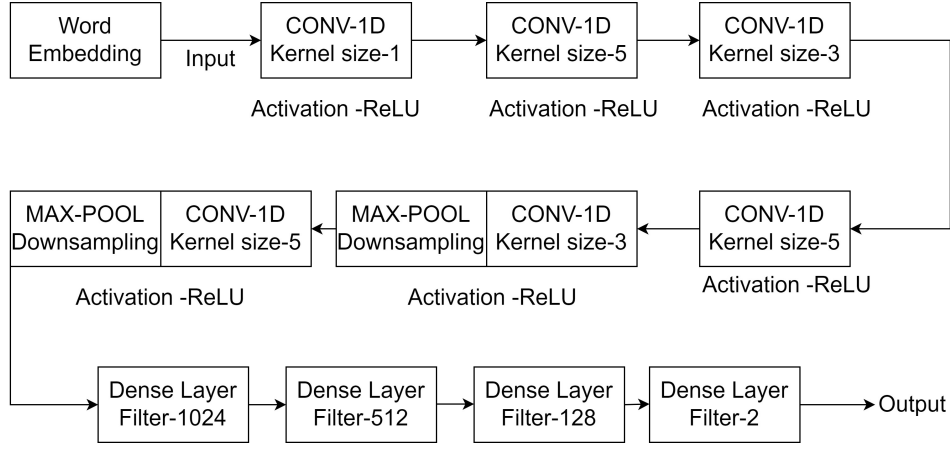 Word
Embedding
Input
CONV-1D
Kernel size-1
Activation -ReLU
CONV-1D
Kernel size-5
Activation -ReLU
CONV-1D
Kernel size-3
Activation -ReLU
CONV-1D
Kernel size-5
Activation -ReLU
MAX-POOL
Downsampling
CONV-1D
Kernel size-3
Activation -ReLU
MAX-POOL
Downsampling
CONV-1D
Kernel size-5
Activation -ReLU
Dense Layer
Filter-1024
Dense Layer
Filter-512
Dense Layer
Filter-128
Dense Layer
Filter-2
Output